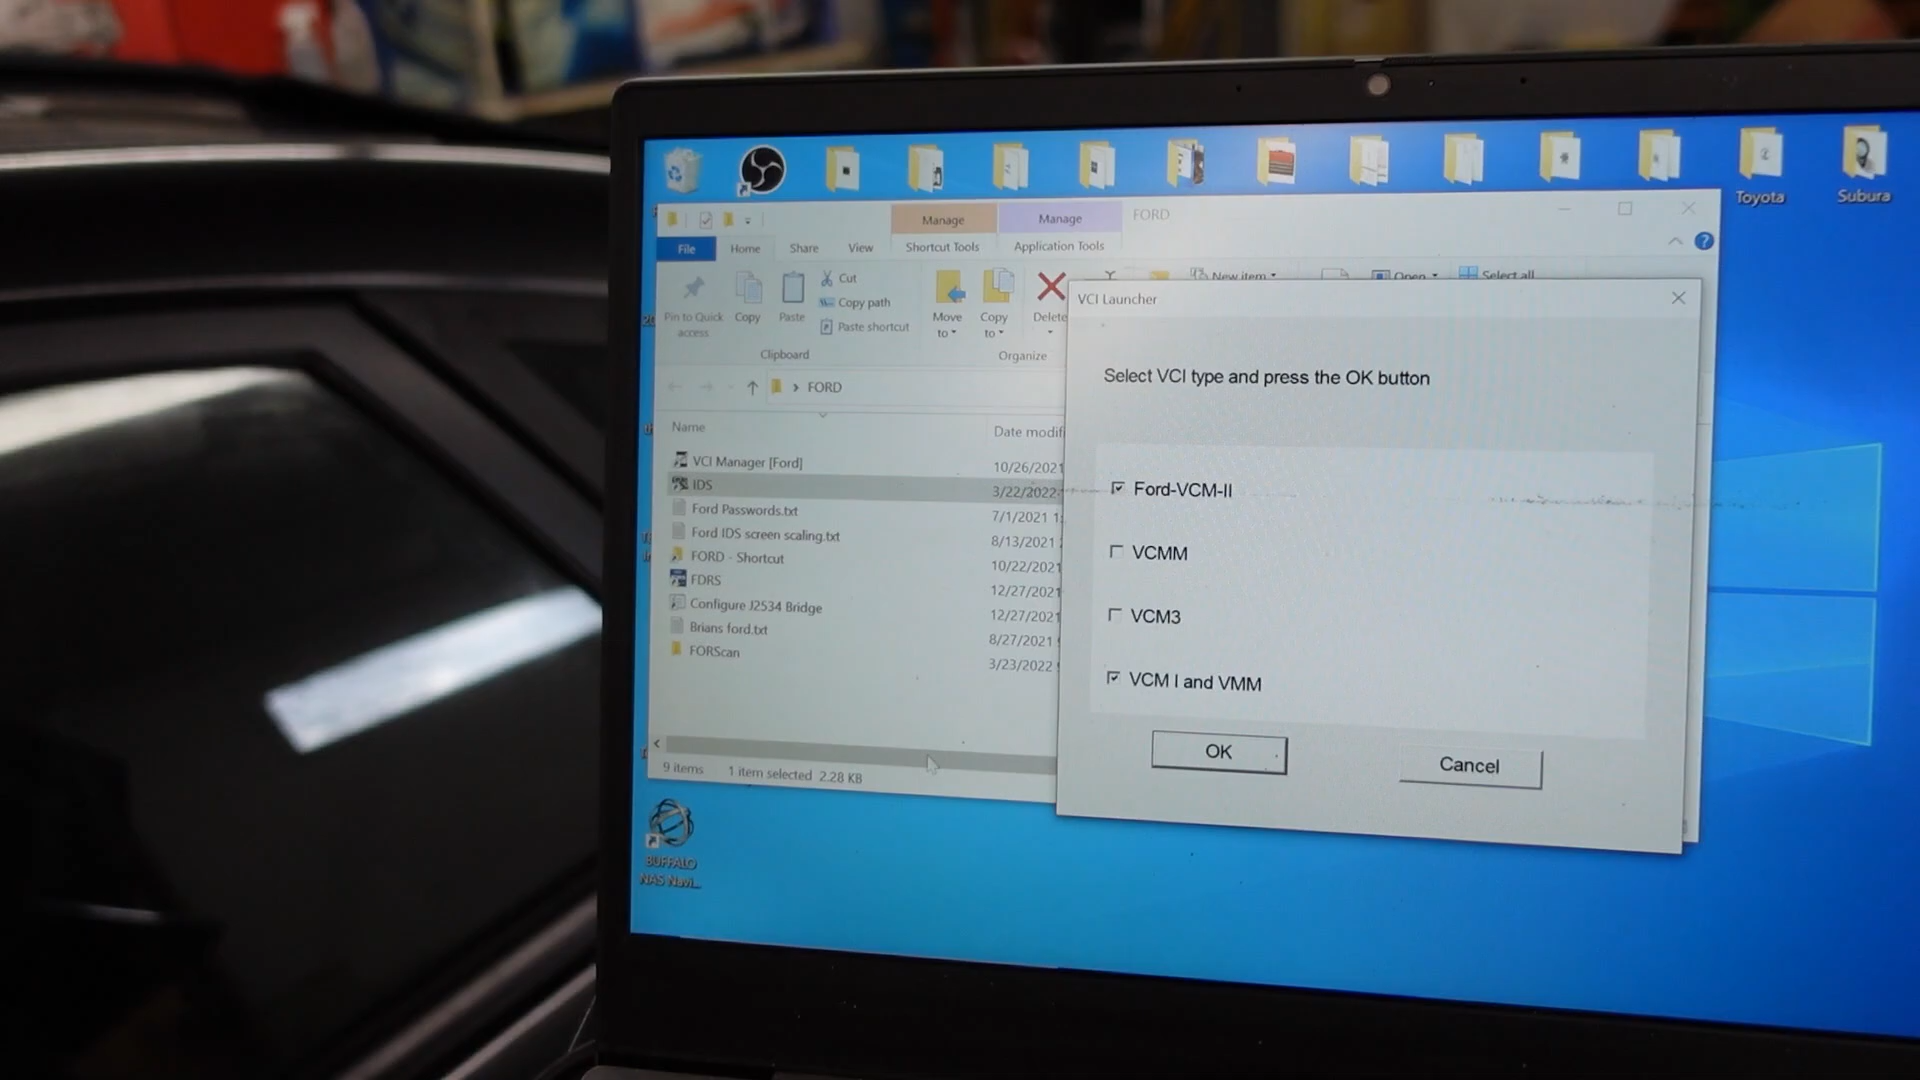 Toyota
Subura
Manage
Manage
FORD
File
Home
Share
View
Shortcut Tools
Application Tools
Pin to Quick
access
Copy
Paste
Cut
Copy path
Paste shortcut
Move
to
Copy
to
Delete
New item
Open
Select all
Clipboard
Organize
FORD
Name
Date modifi
VCI Manager [Ford]
10/26/2021
IDS
3/22/2022
Ford Passwords.txt
7/1/2021 1
Ford IDS screen scaling.txt
8/13/2021
FORD - Shortcut
10/22/2021
FDRS
12/27/2021
Configure J2534 Bridge
12/27/2021
Brians ford.txt
8/27/2021
FORScan
3/23/2022
9 items
1 item selected 2.28 KB
VCI Launcher
Select VCI type and press the OK button
Ford-VCM-II
VCMM
VCM3
VCM I and VMM
OK
Cancel
BUFFALO
NAS Navi...